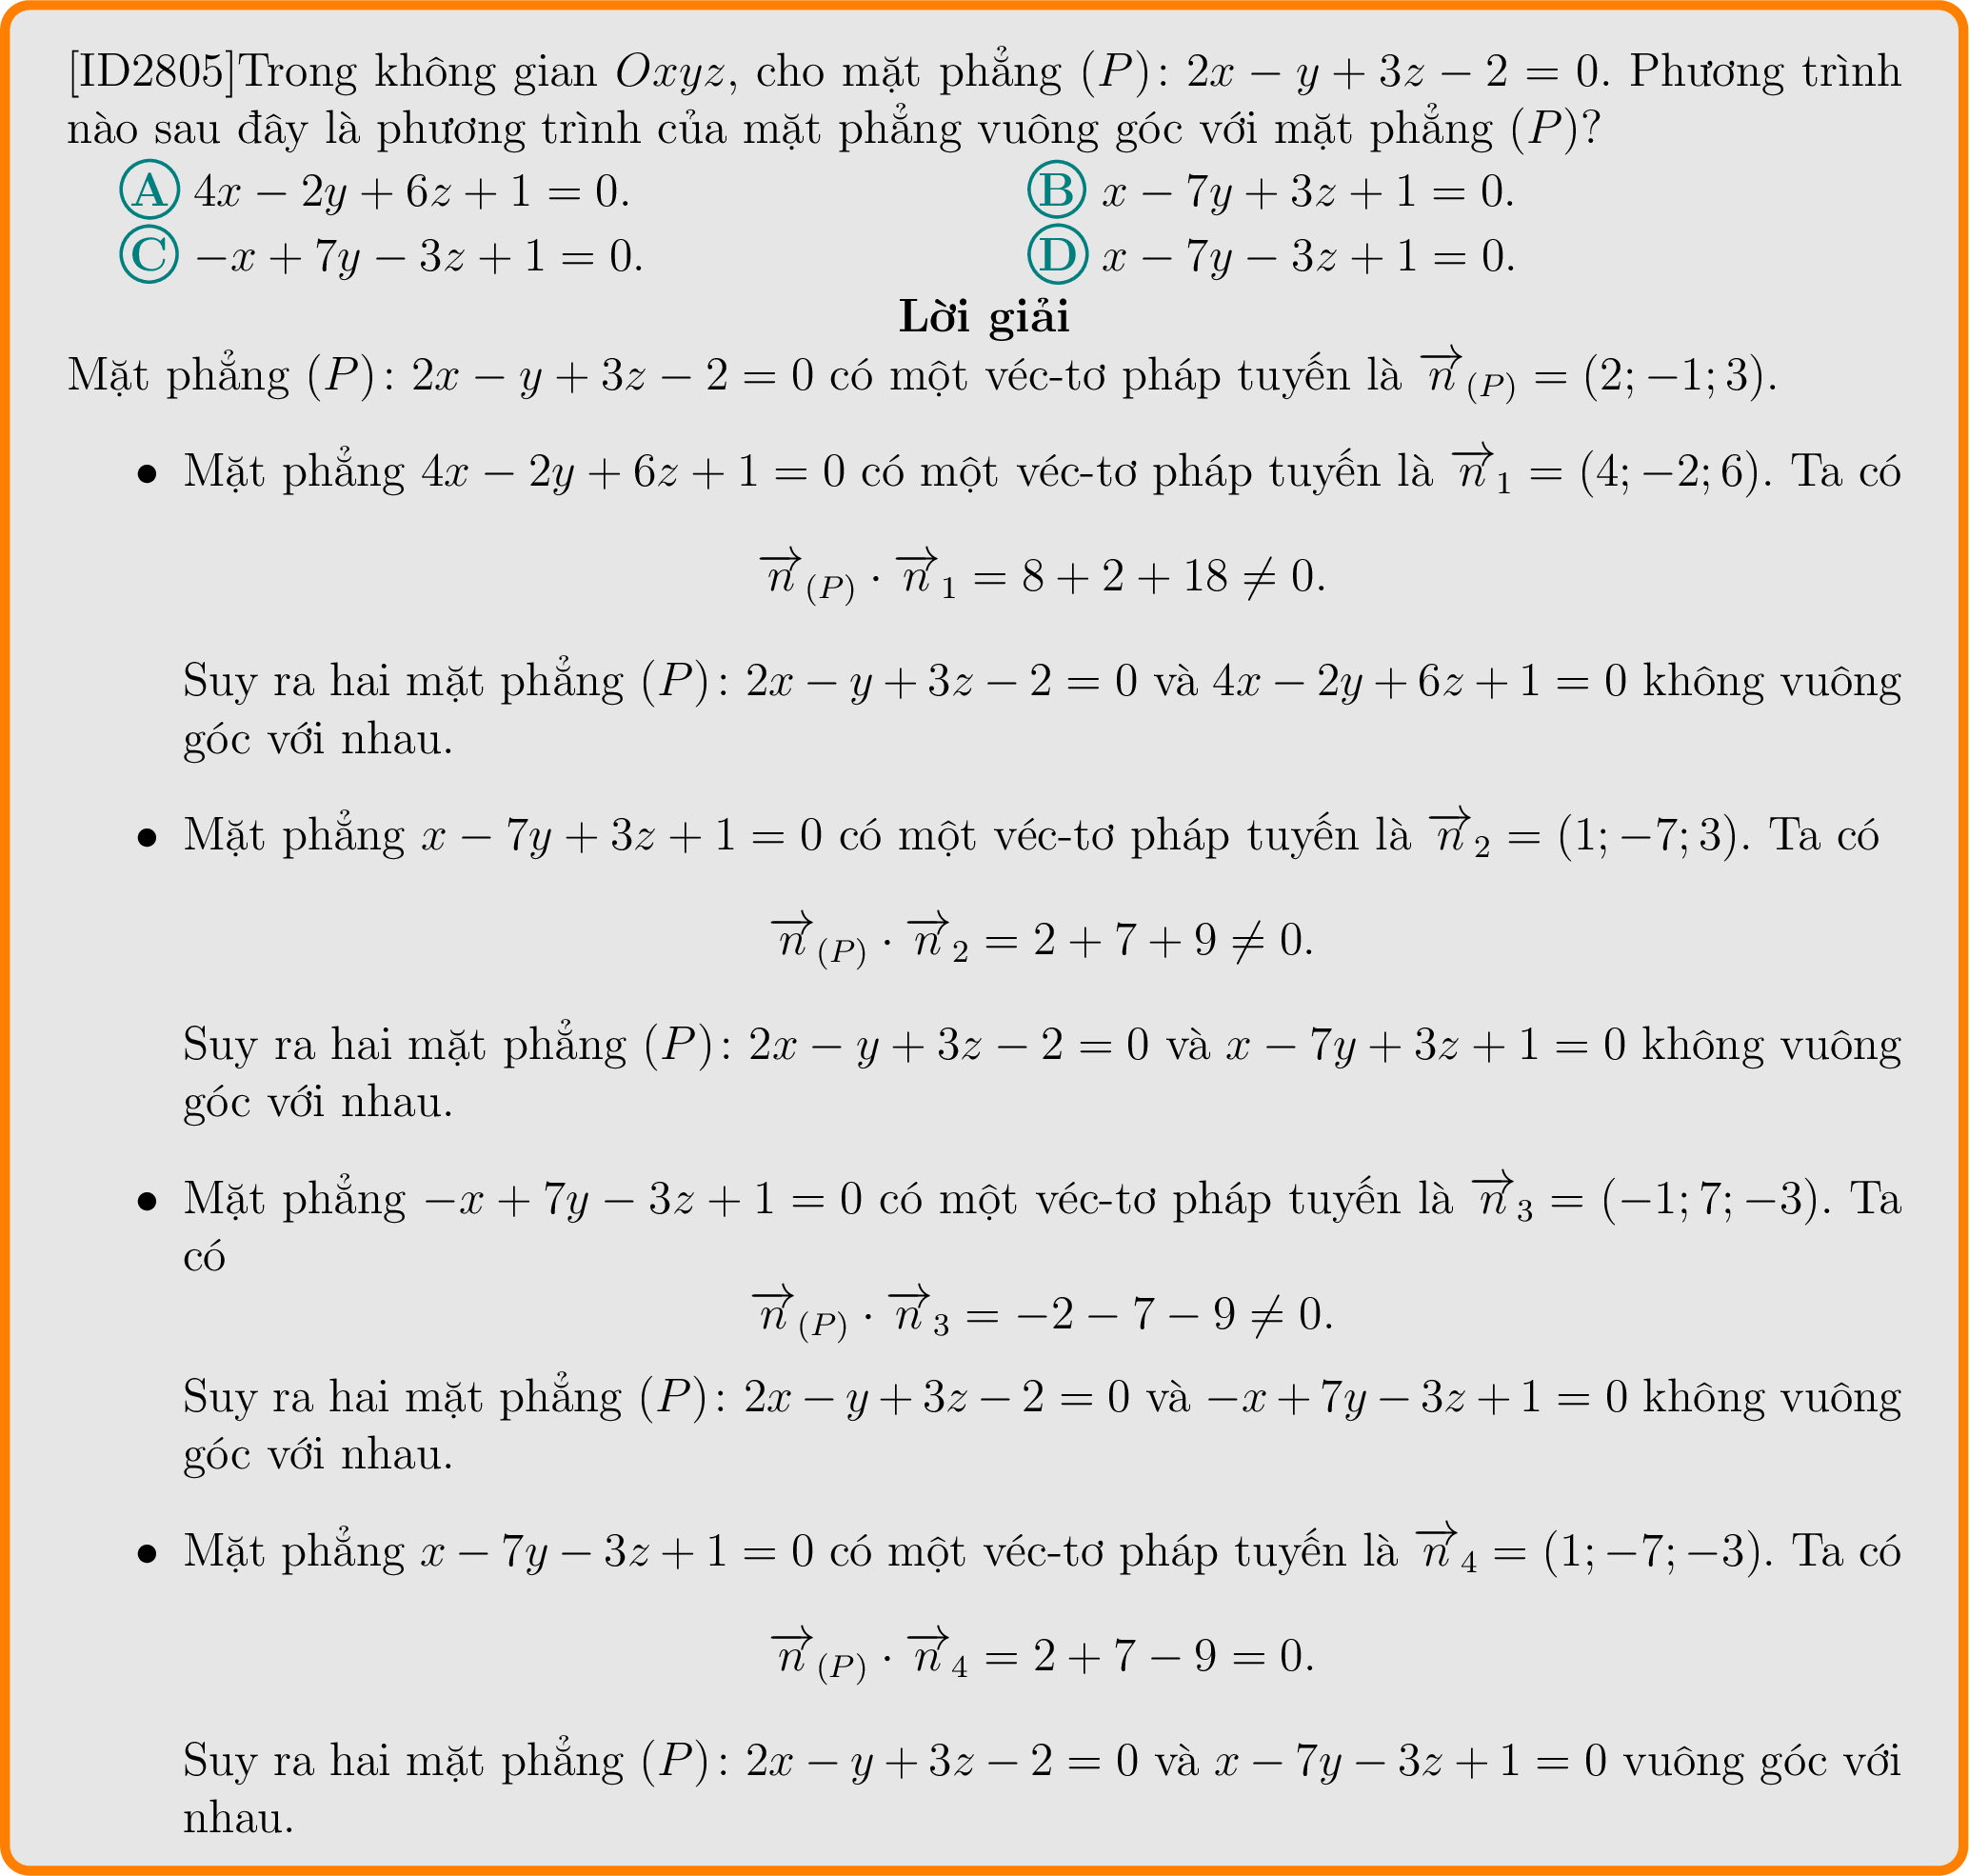 [ID2805]Trong không gian Oxyz, cho mặt phẳng (P): 2x − y + 3z − 2 = 0. Phương trình
nào sau đây là phương trình của mặt phẳng vuông góc với mặt phẳng (P)?
A 4x − 2y + 6z + 1 = 0. B x − 7y + 3z + 1 = 0.
C −x + 7y − 3z + 1 = 0. D x − 7y − 3z + 1 = 0.
Lời giải
Mặt phẳng (P): 2x − y + 3z − 2 = 0 có một véc-tơ pháp tuyến là \overrightarrow{n}_{(P)} = (2; −1; 3).
• Mặt phẳng 4x − 2y + 6z + 1 = 0 có một véc-tơ pháp tuyến là \overrightarrow{n}_1 = (4; −2; 6). Ta có
\overrightarrow{n}_{(P)} · \overrightarrow{n}_1 = 8 + 2 + 18 ≠ 0.
Suy ra hai mặt phẳng (P): 2x − y + 3z − 2 = 0 và 4x − 2y + 6z + 1 = 0 không vuông
góc với nhau.
• Mặt phẳng x − 7y + 3z + 1 = 0 có một véc-tơ pháp tuyến là \overrightarrow{n}_2 = (1; −7; 3). Ta có
\overrightarrow{n}_{(P)} · \overrightarrow{n}_2 = 2 + 7 + 9 ≠ 0.
Suy ra hai mặt phẳng (P): 2x − y + 3z − 2 = 0 và x − 7y + 3z + 1 = 0 không vuông
góc với nhau.
• Mặt phẳng −x + 7y − 3z + 1 = 0 có một véc-tơ pháp tuyến là \overrightarrow{n}_3 = (−1; 7; −3). Ta
có
\overrightarrow{n}_{(P)} · \overrightarrow{n}_3 = −2 − 7 − 9 ≠ 0.
Suy ra hai mặt phẳng (P): 2x − y + 3z − 2 = 0 và −x + 7y − 3z + 1 = 0 không vuông
góc với nhau.
• Mặt phẳng x − 7y − 3z + 1 = 0 có một véc-tơ pháp tuyến là \overrightarrow{n}_4 = (1; −7; −3). Ta có
\overrightarrow{n}_{(P)} · \overrightarrow{n}_4 = 2 + 7 − 9 = 0.
Suy ra hai mặt phẳng (P): 2x − y + 3z − 2 = 0 và x − 7y − 3z + 1 = 0 vuông góc với
nhau.